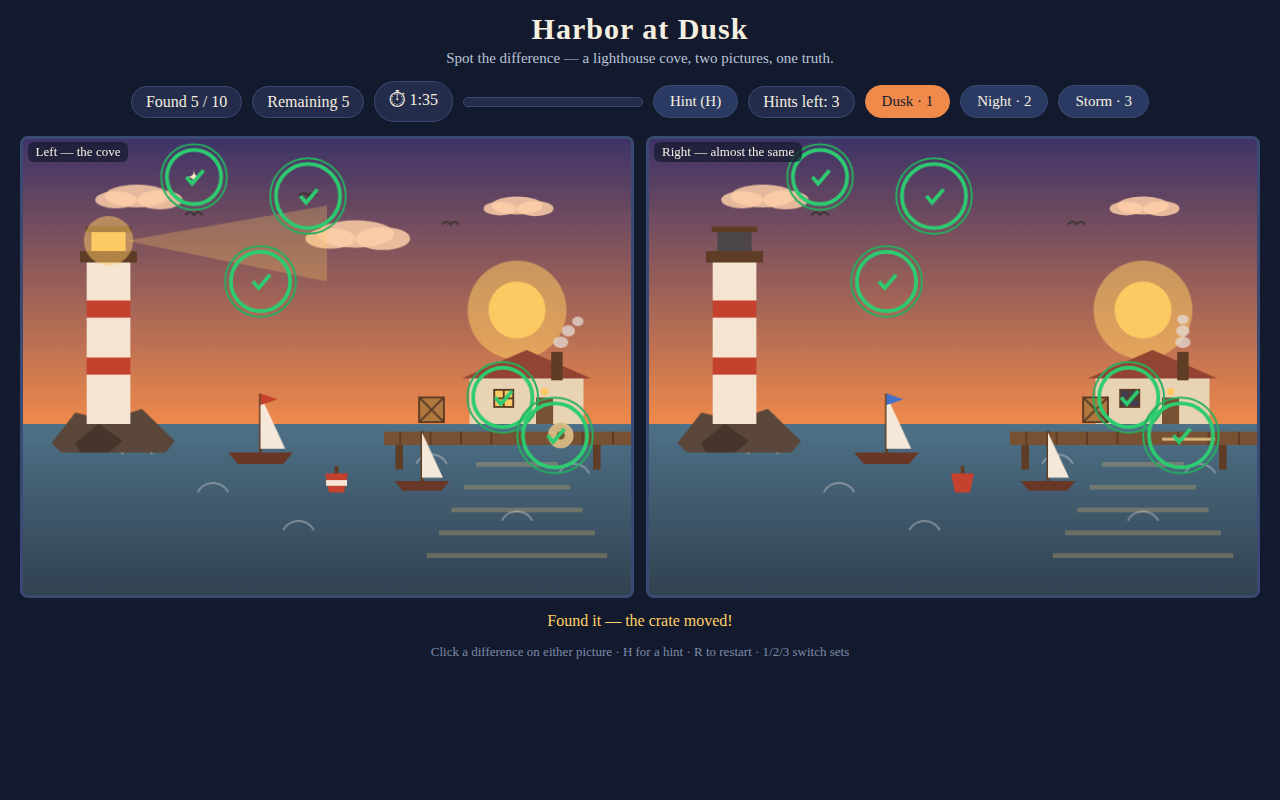 Harbor at Dusk
Spot the difference — a lighthouse cove, two pictures, one truth.
Found 5 / 10
Remaining 5
⏱ 1:35
Hint (H)
Hints left: 3
Dusk · 1
Night · 2
Storm · 3
Left — the cove
Right — almost the same
Found it — the crate moved!
Click a difference on either picture · H for a hint · R to restart · 1/2/3 switch sets